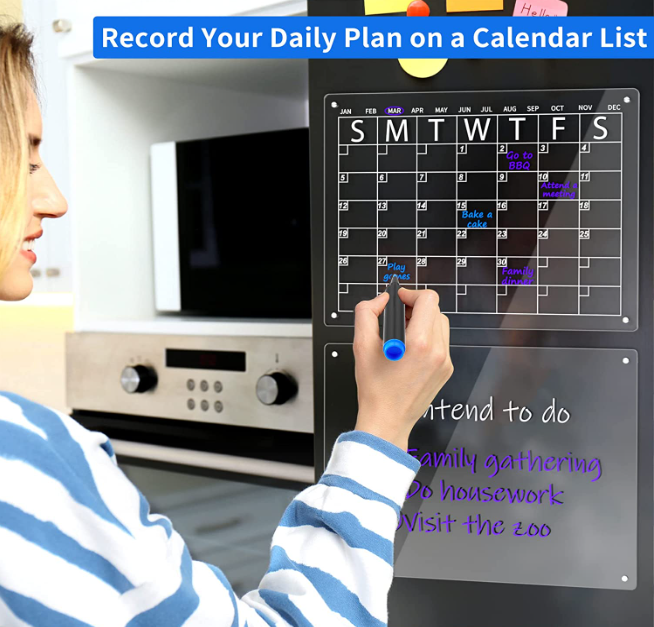 Record Your Daily Plan on a Calendar List
Hello
JAN FEB MAR APR MAY JUN JUL AUG SEP OCT NOV DEC
S M T W T F S
1 2 3 4
Go to
BBQ
5 6 7 8 9 10 11
Attend a
meeting
12 13 14 15 16 17 18
Bake a
cake
19 20 21 22 23 24 25
26 27 28 29 30
Play
games
Family
dinner
ntend to do
Family gathering
Do housework
Visit the zoo